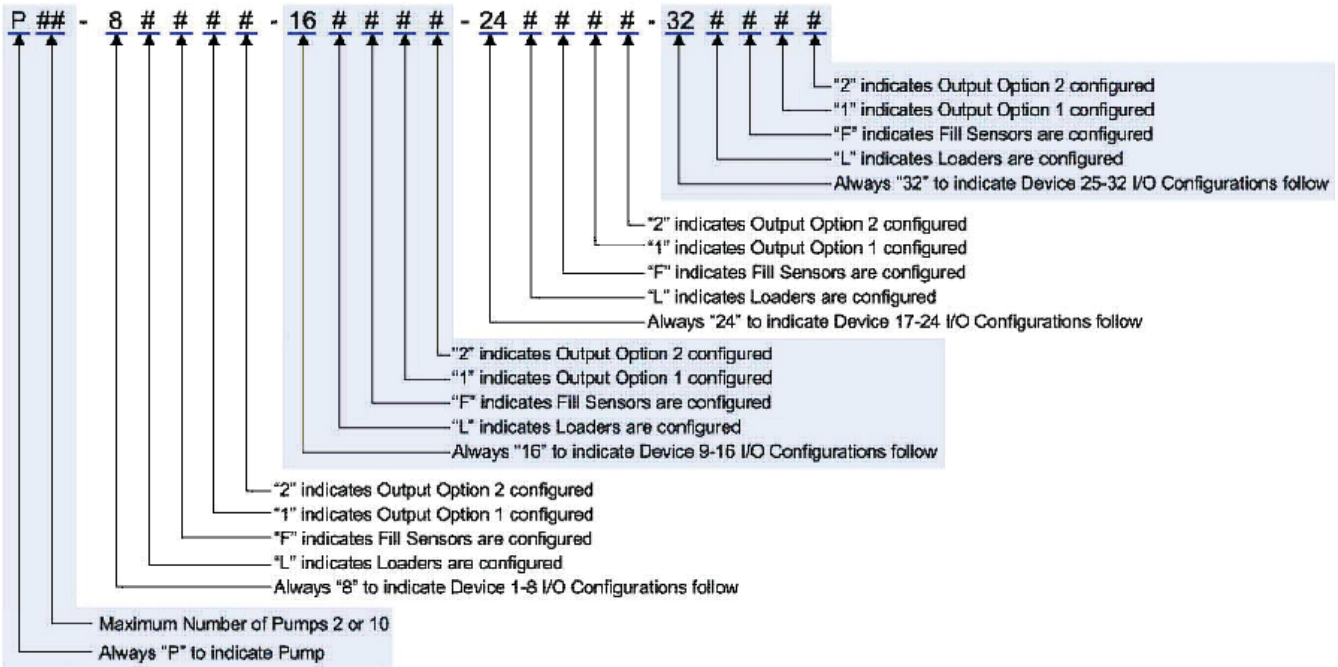 P ## - 8 # # # # - 16 # # # # - 24 # # # # - 32 # # # #
"2" indicates Output Option 2 configured
"1" indicates Output Option 1 configured
"F" indicates Fill Sensors are configured
"L" indicates Loaders are configured
Always "32" to indicate Device 25-32 I/O Configurations follow
"2" indicates Output Option 2 configured
"1" indicates Output Option 1 configured
"F" indicates Fill Sensors are configured
"L" indicates Loaders are configured
Always "24" to indicate Device 17-24 I/O Configurations follow
"2" indicates Output Option 2 configured
"1" indicates Output Option 1 configured
"F" indicates Fill Sensors are configured
"L" indicates Loaders are configured
Always "16" to indicate Device 9-16 I/O Configurations follow
"2" indicates Output Option 2 configured
"1" indicates Output Option 1 configured
"F" indicates Fill Sensors are configured
"L" indicates Loaders are configured
Always "8" to indicate Device 1-8 I/O Configurations follow
Maximum Number of Pumps 2 or 10
Always "P" to indicate Pump